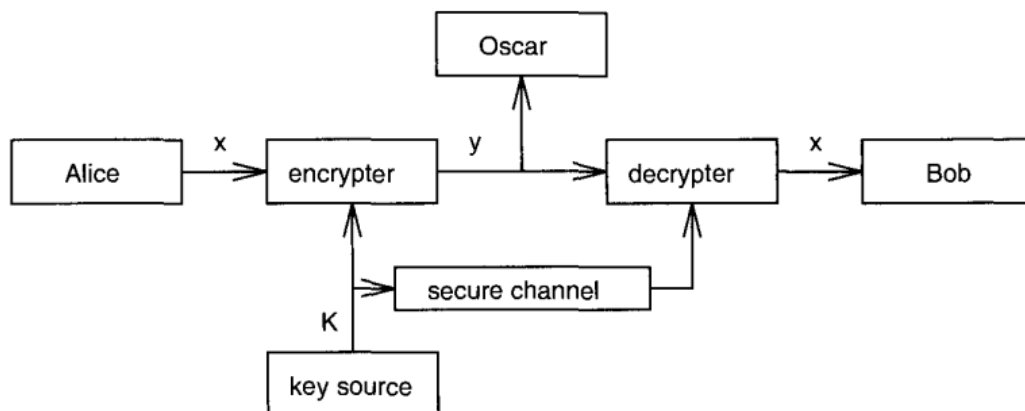 Oscar
x
y
x
Alice
encrypter
decrypter
Bob
secure channel
K
key source